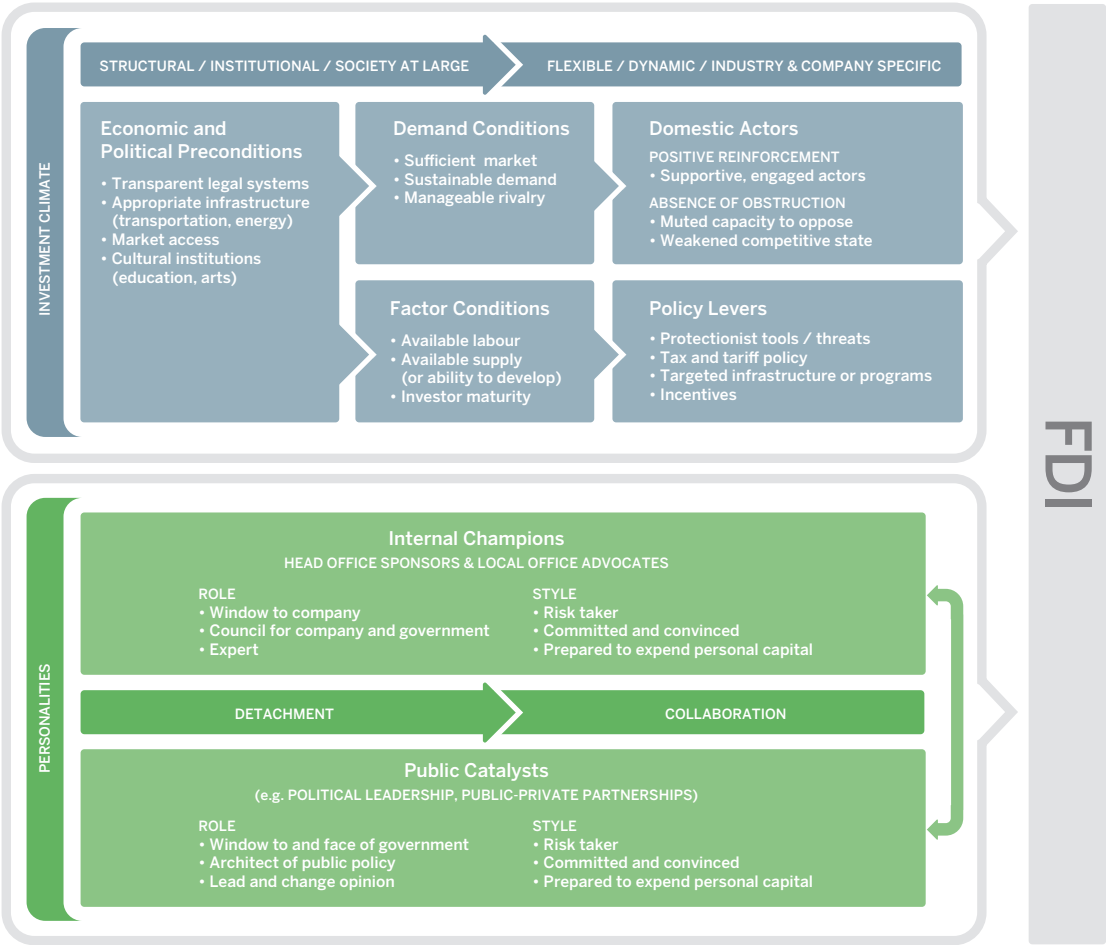 INVESTMENT CLIMATE
STRUCTURAL / INSTITUTIONAL / SOCIETY AT LARGE
FLEXIBLE / DYNAMIC / INDUSTRY & COMPANY SPECIFIC
Economic and
Political Preconditions
• Transparent legal systems
• Appropriate infrastructure
(transportation, energy)
• Market access
• Cultural institutions
(education, arts)
Demand Conditions
• Sufficient market
• Sustainable demand
• Manageable rivalry
Domestic Actors
POSITIVE REINFORCEMENT
• Supportive, engaged actors
ABSENCE OF OBSTRUCTION
• Muted capacity to oppose
• Weakened competitive state
Factor Conditions
• Available labour
• Available supply
(or ability to develop)
• Investor maturity
Policy Levers
• Protectionist tools / threats
• Tax and tariff policy
• Targeted infrastructure or programs
• Incentives
FDI
PERSONALITIES
Internal Champions
HEAD OFFICE SPONSORS & LOCAL OFFICE ADVOCATES
ROLE
• Window to company
• Council for company and government
• Expert
STYLE
• Risk taker
• Committed and convinced
• Prepared to expend personal capital
DETACHMENT
COLLABORATION
Public Catalysts
(e.g. POLITICAL LEADERSHIP, PUBLIC-PRIVATE PARTNERSHIPS)
ROLE
• Window to and face of government
• Architect of public policy
• Lead and change opinion
STYLE
• Risk taker
• Committed and convinced
• Prepared to expend personal capital